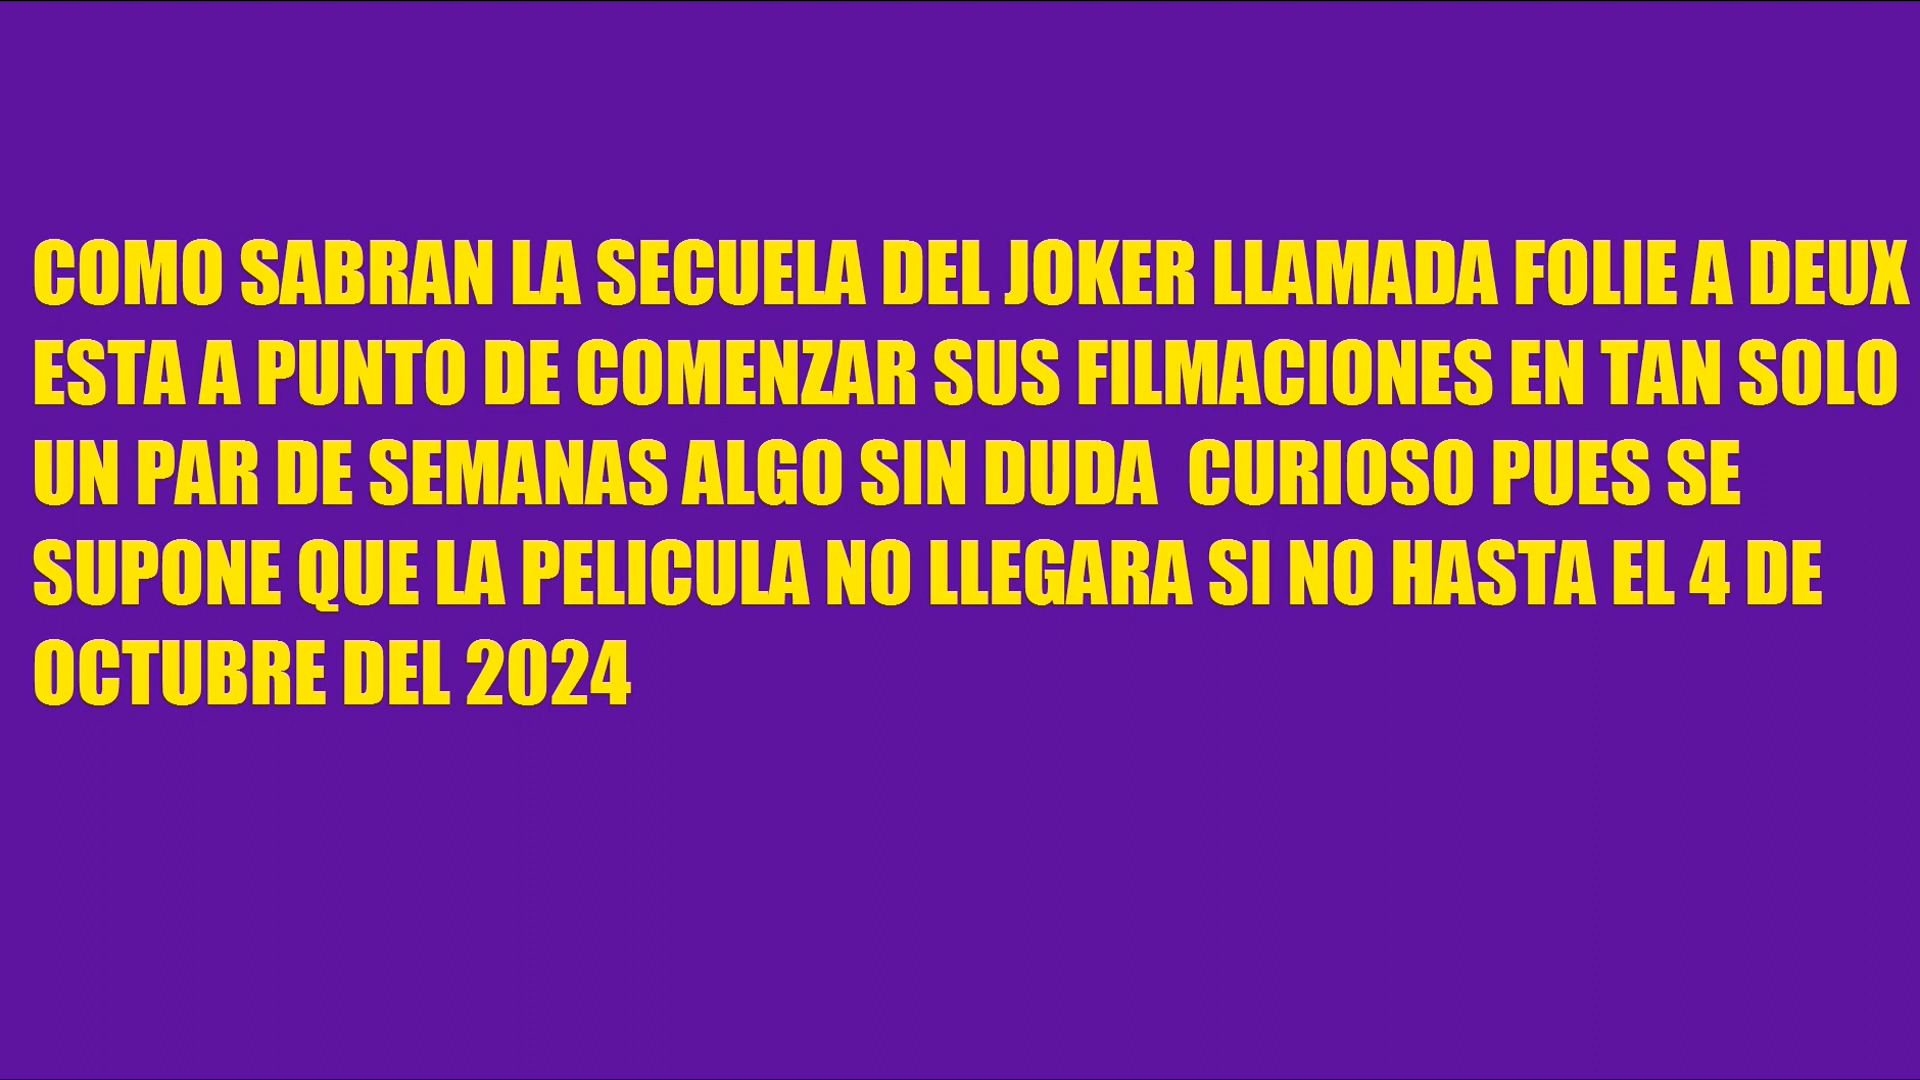 COMO SABRAN LA SECUELA DEL JOKER LLAMADA FOLIE A DEUX
ESTA A PUNTO DE COMENZAR SUS FILMACIONES EN TAN SOLO
UN PAR DE SEMANAS ALGO SIN DUDA  CURIOSO PUES SE
SUPONE QUE LA PELICULA NO LLEGARA SI NO HASTA EL 4 DE
OCTUBRE DEL 2024